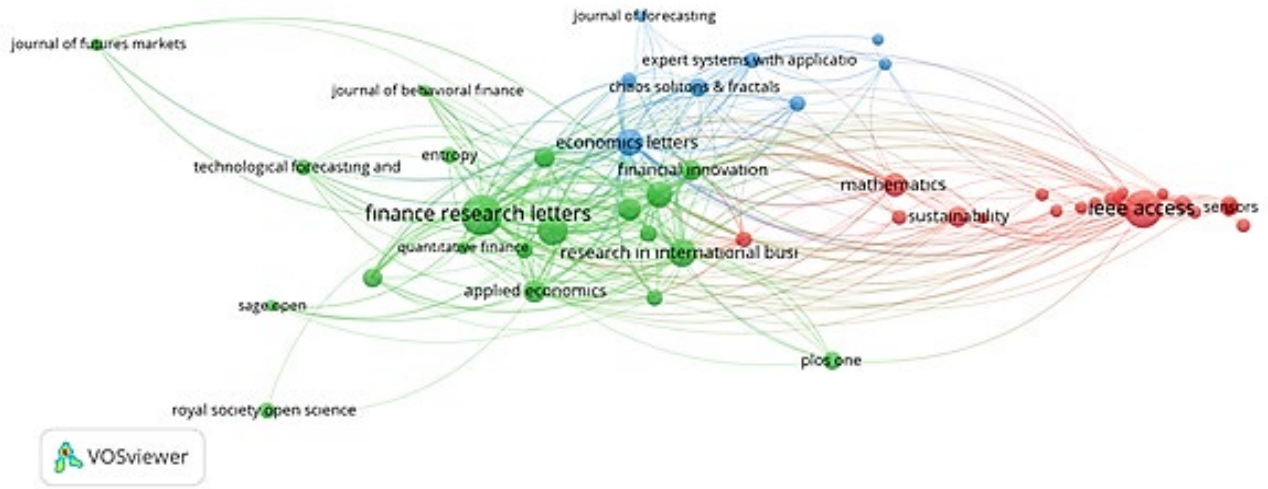 journal of forecasting
journal of futures markets
expert systems with applicatio
chaos solitons & fractals
journal of behavioral finance
economics letters
entropy
technological forecasting and
financial innovation
mathematics
ieee access
sensors
finance research letters
sustainability
quantitative finance
research in international busi
applied economics
sage open
plos one
royal society open science
VOSviewer